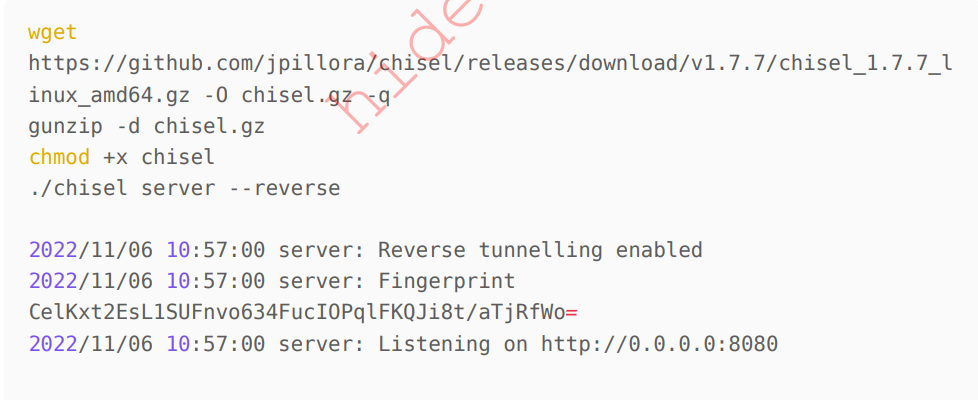 wget
https://github.com/jpillora/chisel/releases/download/v1.7.7/chisel_1.7.7_l
inux_amd64.gz -O chisel.gz -q
gunzip -d chisel.gz
chmod +x chisel
./chisel server --reverse
2022/11/06 10:57:00 server: Reverse tunnelling enabled
2022/11/06 10:57:00 server: Fingerprint
CelKxt2EsL1SUFnvo634FucIOPqlFKQJi8t/aTjRfWo=
2022/11/06 10:57:00 server: Listening on http://0.0.0.0:8080
nide